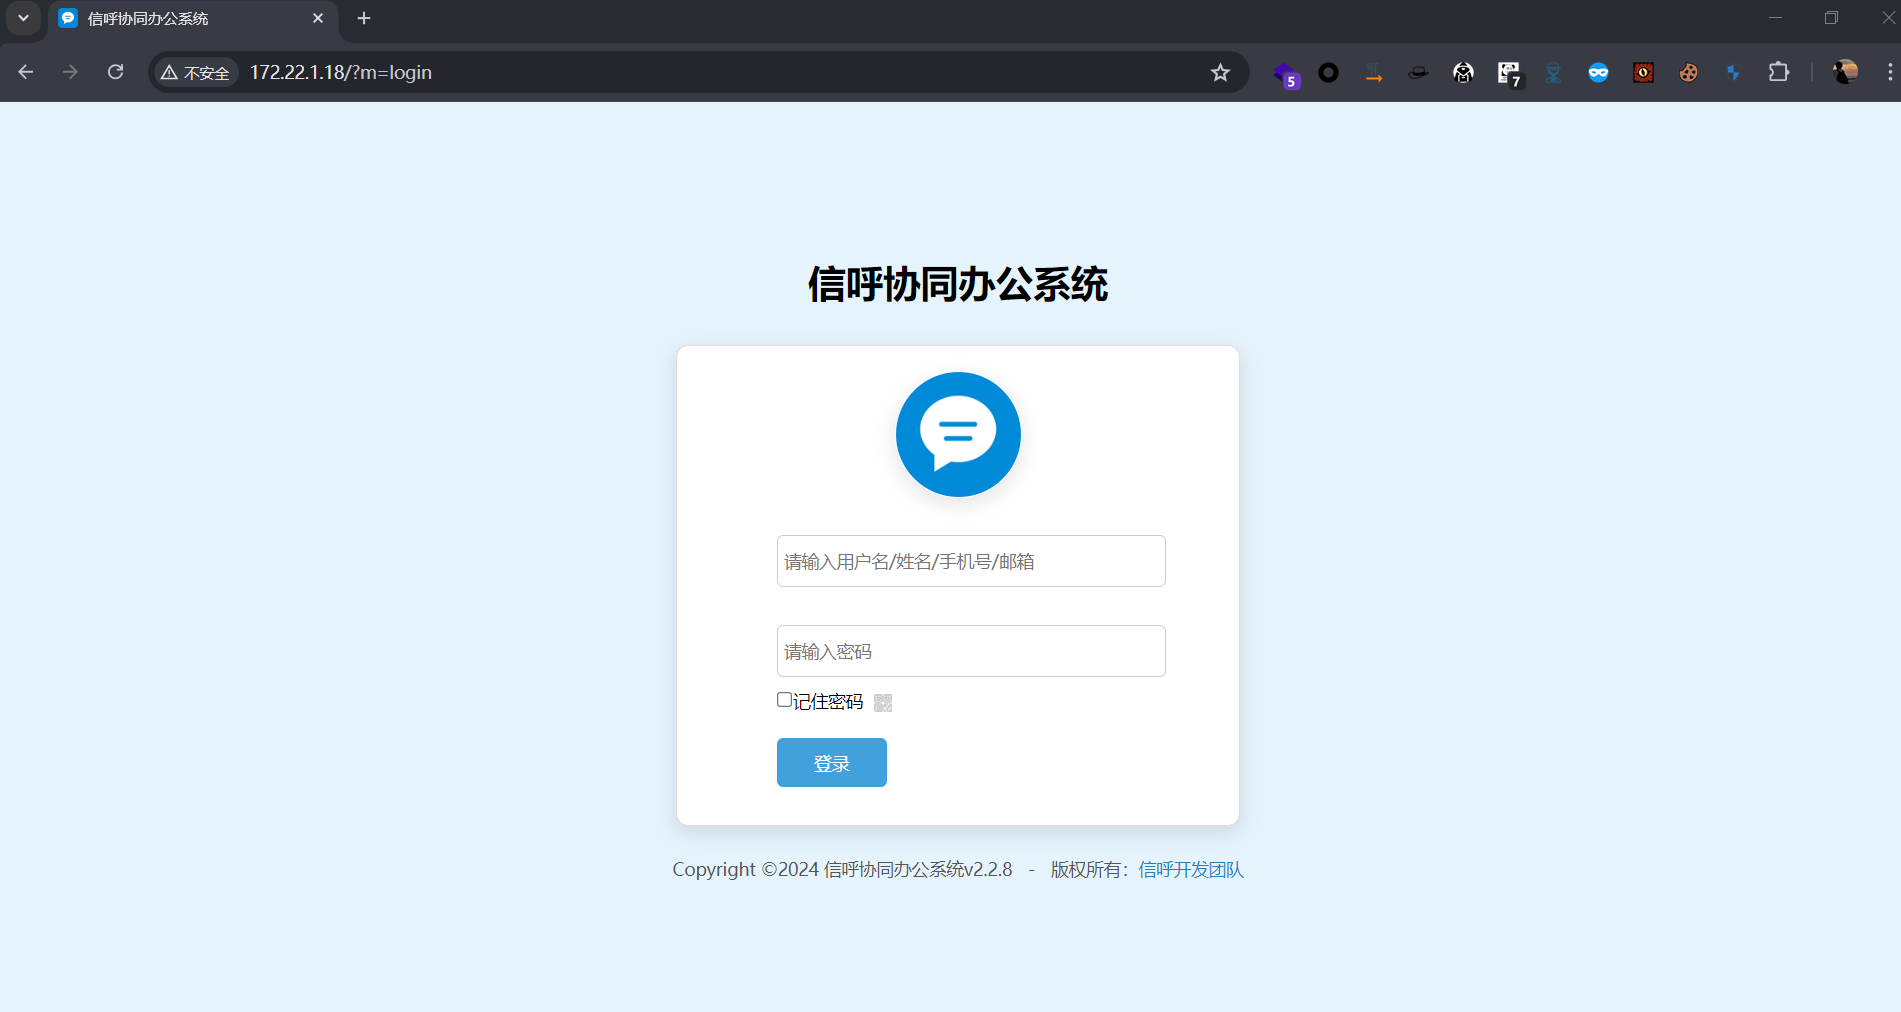 信呼协同办公系统
不安全
172.22.1.18/?m=login
5
7
信呼协同办公系统
请输入用户名/姓名/手机号/邮箱
请输入密码
记住密码
登录
Copyright ©2024 信呼协同办公系统v2.2.8 - 版权所有：信呼开发团队